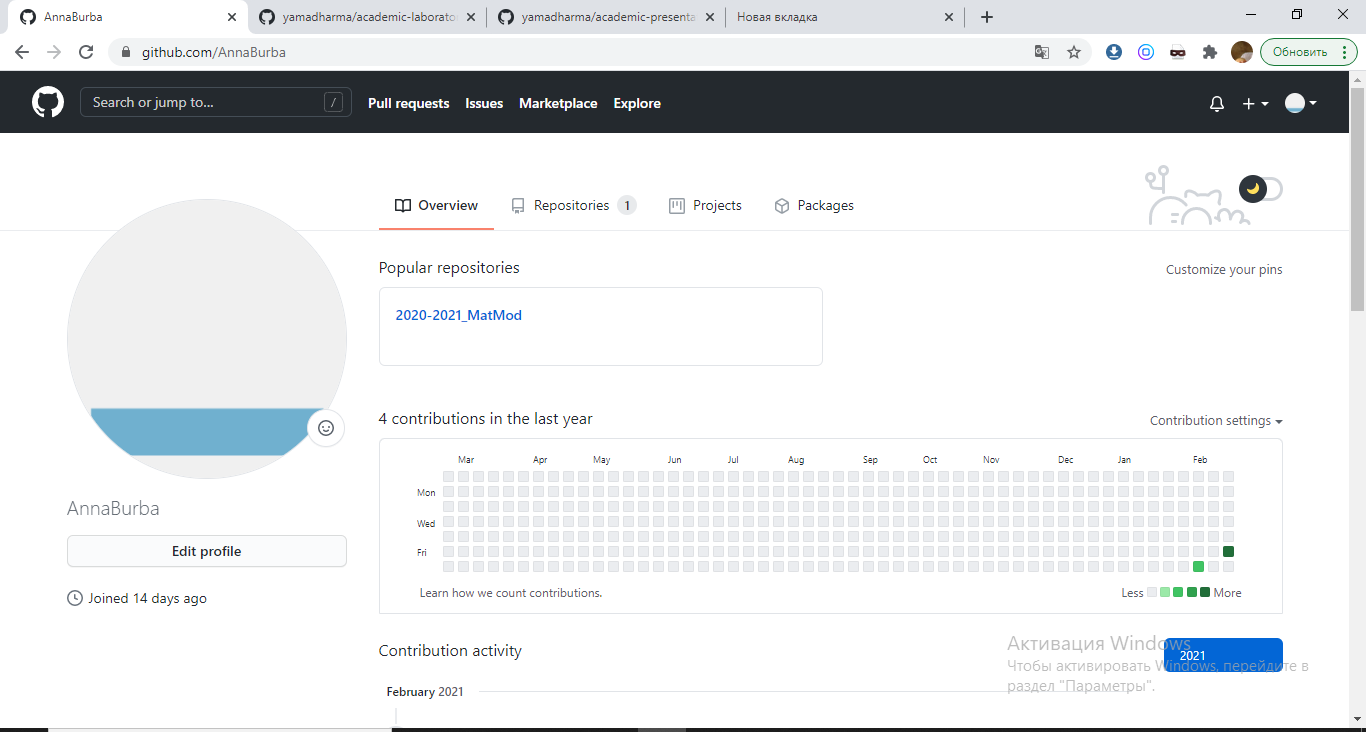 AnnaBurba
yamadharma/academic-laborato
yamadharma/academic-presenta
Новая вкладка
github.com/AnnaBurba
Обновить
Search or jump to...
/
Pull requests
Issues
Marketplace
Explore
Overview
Repositories 1
Projects
Packages
Popular repositories
Customize your pins
2020-2021_MatMod
4 contributions in the last year
Contribution settings
Mar Apr May Jun Jul Aug Sep Oct Nov Dec Jan Feb
Mon
Wed
Fri
Learn how we count contributions.
Less More
AnnaBurba
Edit profile
Joined 14 days ago
Contribution activity
2021
February 2021
Активация Windows
Чтобы активировать Windows, перейдите в
раздел "Параметры".